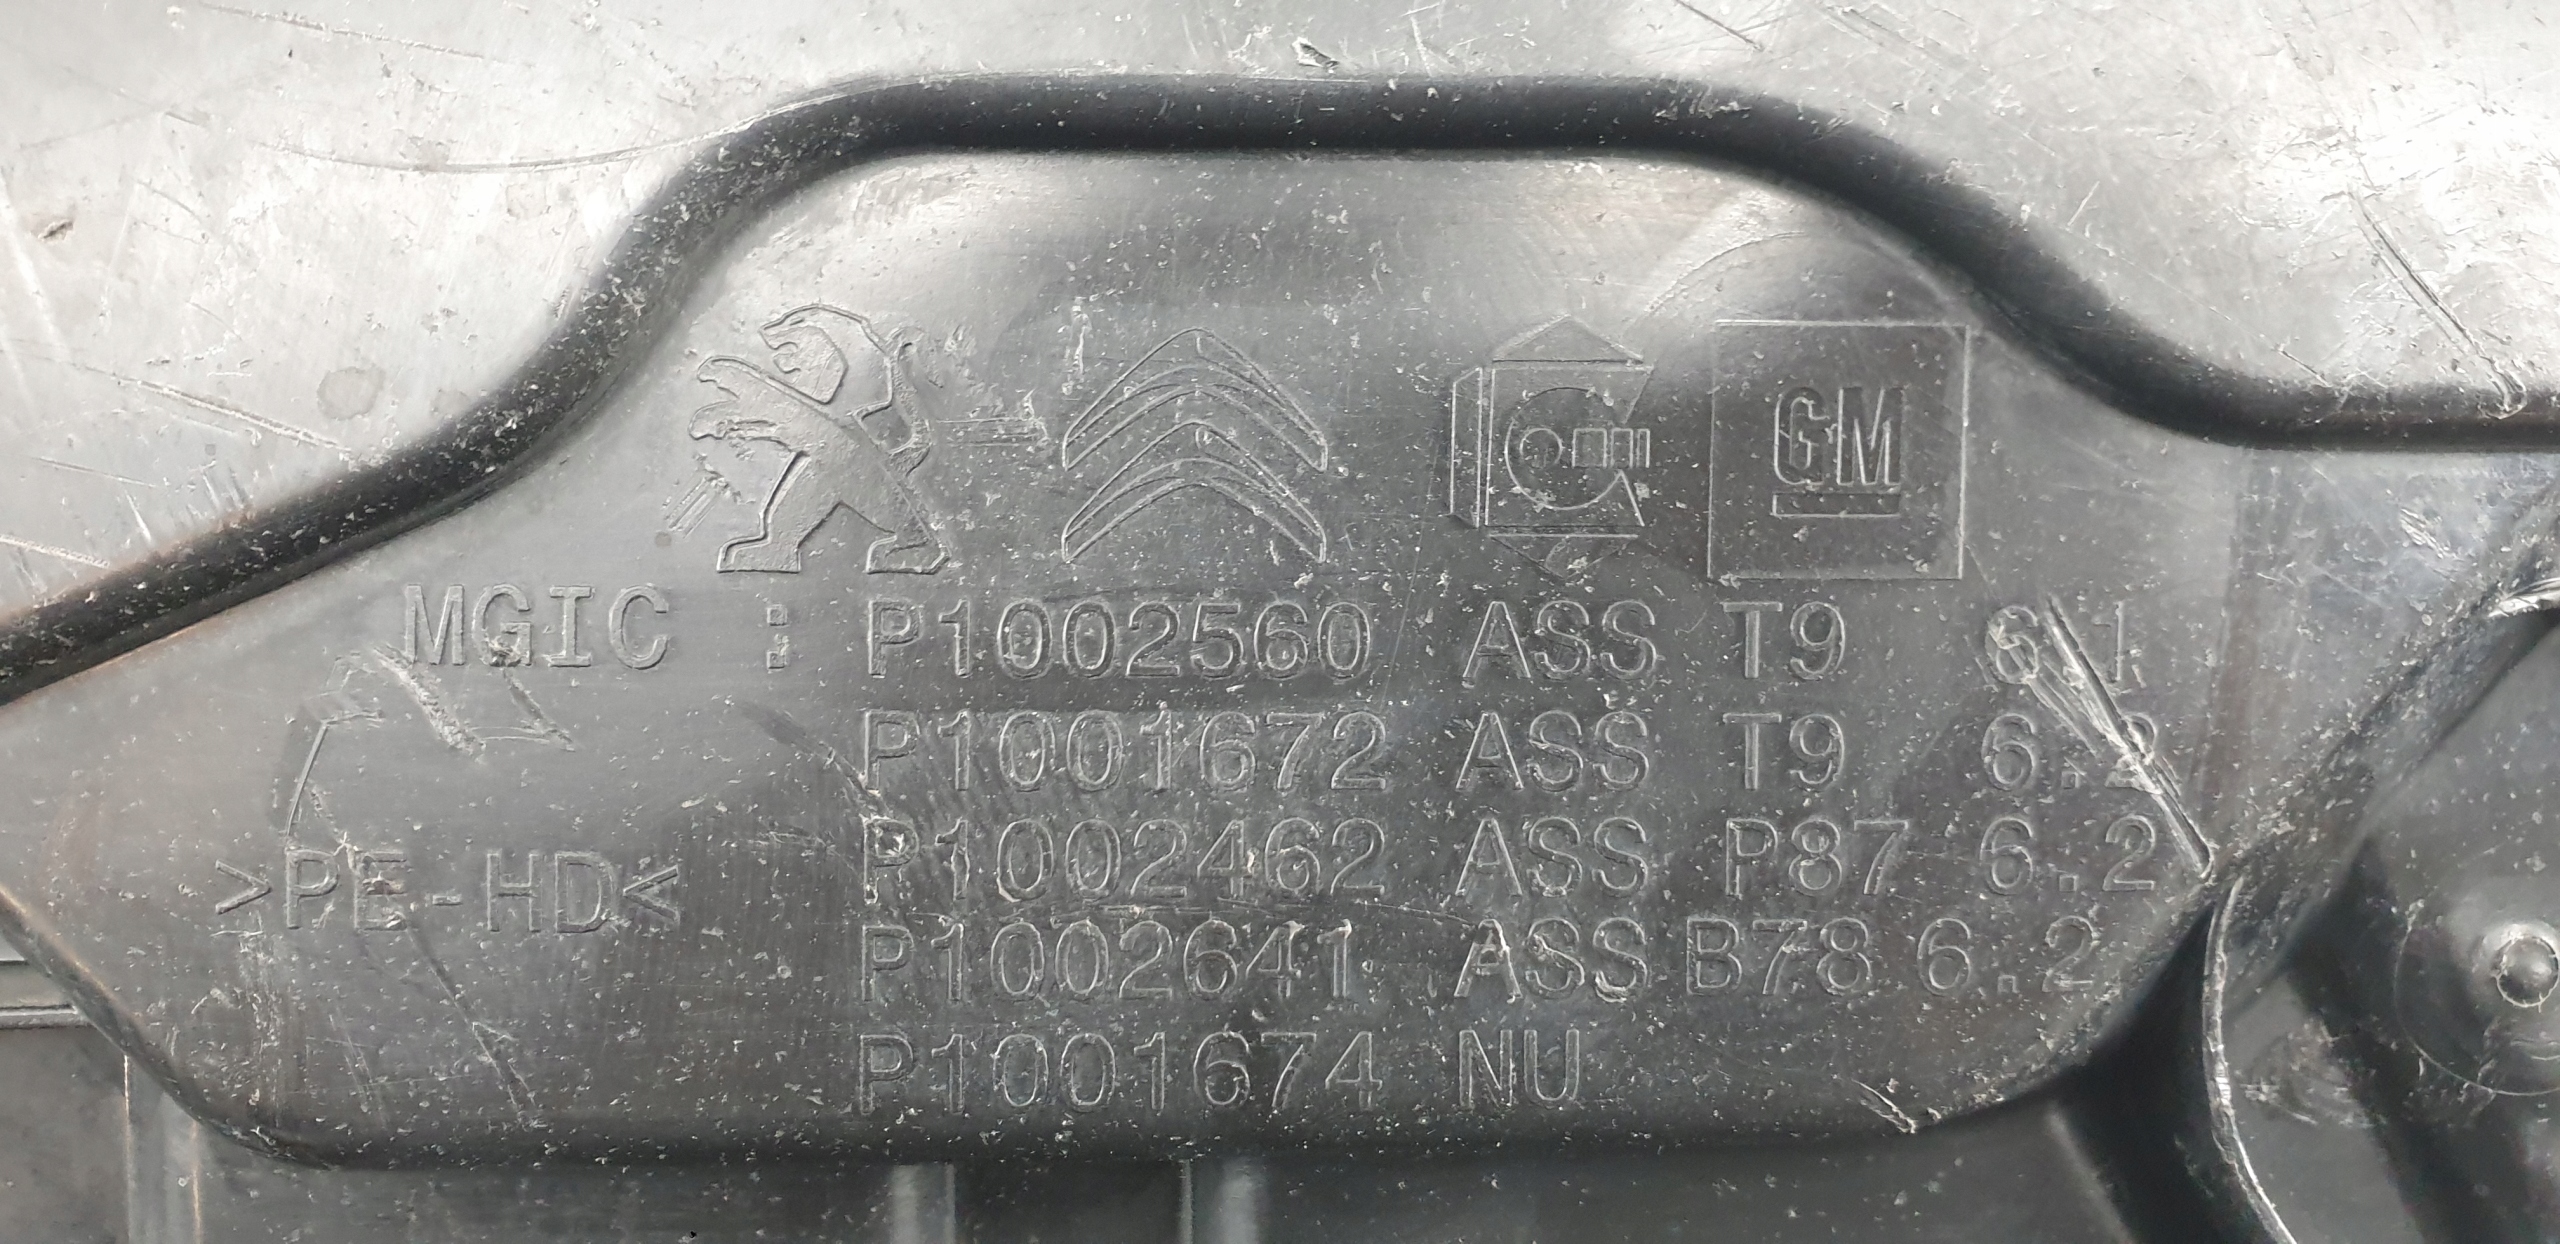 GM
MGIC : P1002560 ASS T9 6.1
P1001672 ASS T9 6.2
>PE-HD< P1002462 ASS P87 6.2
P1002641 ASS B78 6.2
P1001674 NU